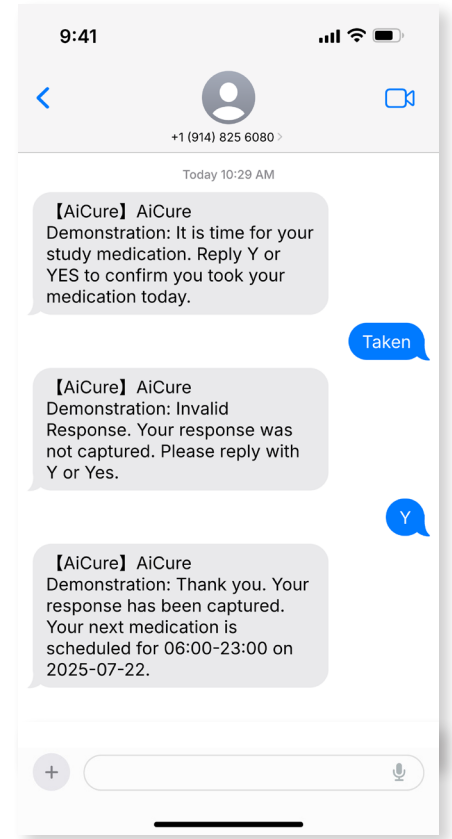 9:41
+1 (914) 825 6080 >
Today 10:29 AM
【AiCure】AiCure
Demonstration: It is time for your
study medication. Reply Y or
YES to confirm you took your
medication today.
Taken
【AiCure】AiCure
Demonstration: Invalid
Response. Your response was
not captured. Please reply with
Y or Yes.
Y
【AiCure】AiCure
Demonstration: Thank you. Your
response has been captured.
Your next medication is
scheduled for 06:00-23:00 on
2025-07-22.